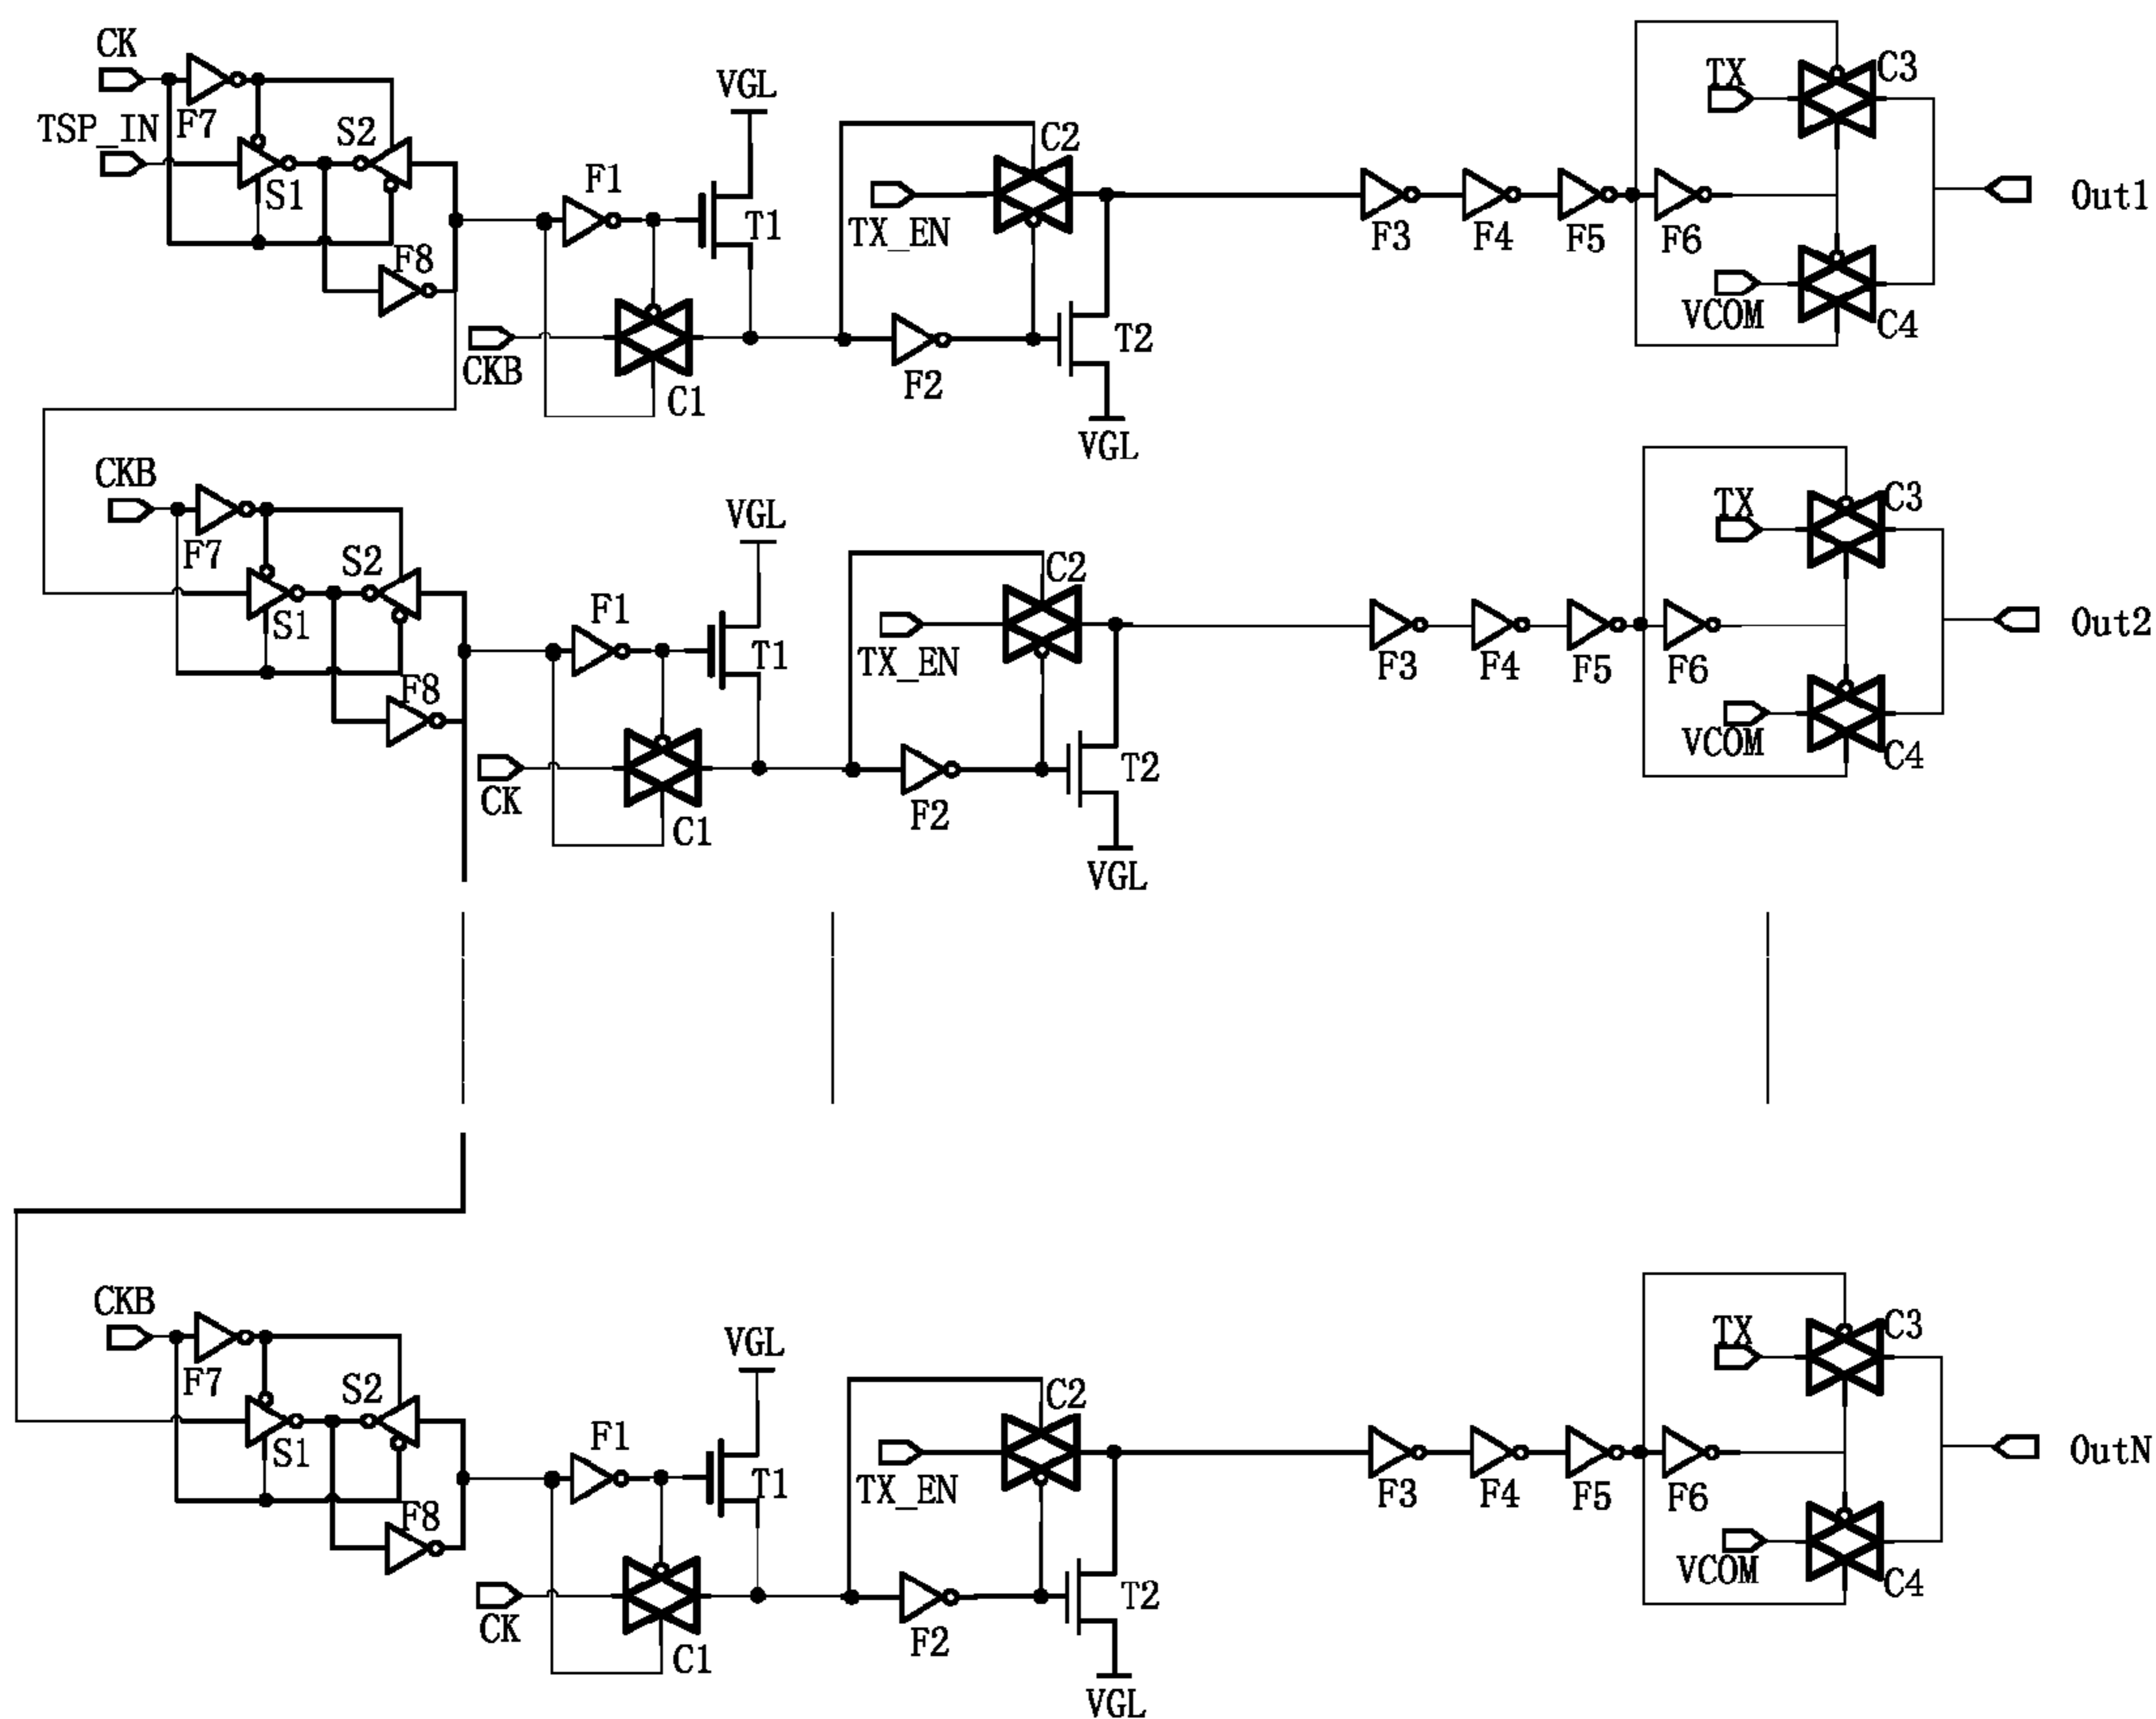 CK
F7
TSP_IN
S1
S2
F8
F1
VGL
T1
CKB
C1
C2
TX_EN
F2
T2
VGL
F3
F4
F5
F6
TX
C3
VCOM
C4
Out1
CKB
F7
S1
S2
F8
F1
VGL
T1
CK
C1
C2
TX_EN
F2
T2
VGL
F3
F4
F5
F6
TX
C3
VCOM
C4
Out2
CKB
F7
S1
S2
F8
F1
VGL
T1
CK
C1
C2
TX_EN
F2
T2
VGL
F3
F4
F5
F6
TX
C3
VCOM
C4
OutN